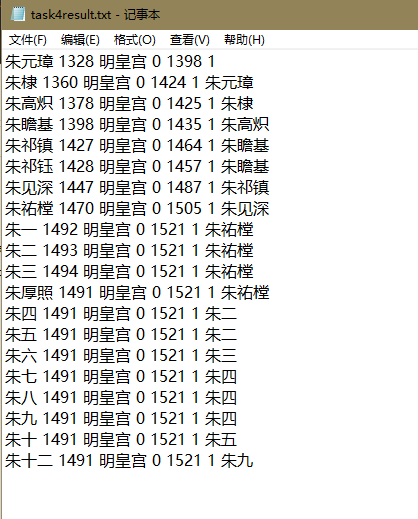 task4result.txt - 记事本
文件(F) 编辑(E) 格式(O) 查看(V) 帮助(H)
朱元璋 1328 明皇宫 0 1398 1
朱棣 1360 明皇宫 0 1424 1 朱元璋
朱高炽 1378 明皇宫 0 1425 1 朱棣
朱瞻基 1398 明皇宫 0 1435 1 朱高炽
朱祁镇 1427 明皇宫 0 1464 1 朱瞻基
朱祁钰 1428 明皇宫 0 1457 1 朱瞻基
朱见深 1447 明皇宫 0 1487 1 朱祁镇
朱祐樘 1470 明皇宫 0 1505 1 朱见深
朱一 1492 明皇宫 0 1521 1 朱祐樘
朱二 1493 明皇宫 0 1521 1 朱祐樘
朱三 1494 明皇宫 0 1521 1 朱祐樘
朱厚照 1491 明皇宫 0 1521 1 朱祐樘
朱四 1491 明皇宫 0 1521 1 朱二
朱五 1491 明皇宫 0 1521 1 朱二
朱六 1491 明皇宫 0 1521 1 朱三
朱七 1491 明皇宫 0 1521 1 朱四
朱八 1491 明皇宫 0 1521 1 朱四
朱九 1491 明皇宫 0 1521 1 朱四
朱十 1491 明皇宫 0 1521 1 朱五
朱十二 1491 明皇宫 0 1521 1 朱九